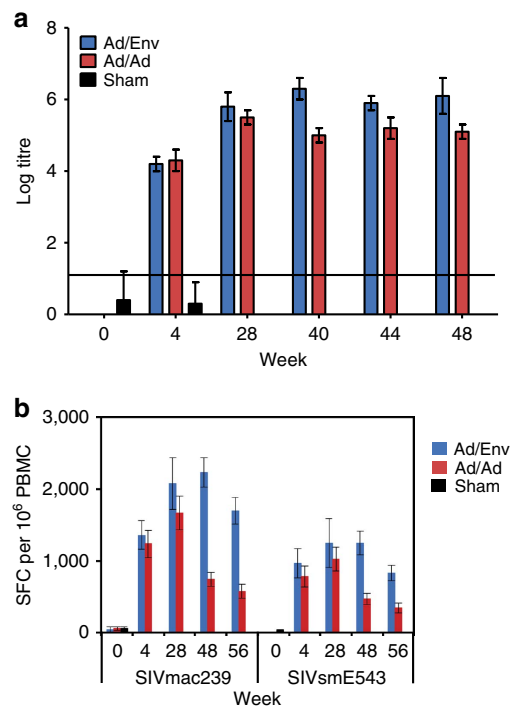 a
8
6
4
2
0
Log titre
Ad/Env
Ad/Ad
Sham
0 4 28 40 44 48
Week
b
3,000
2,000
1,000
0
SFC per 10⁶ PBMC
Ad/Env
Ad/Ad
Sham
0 4 28 48 56 0 4 28 48 56
SIVmac239 SIVsmE543
Week